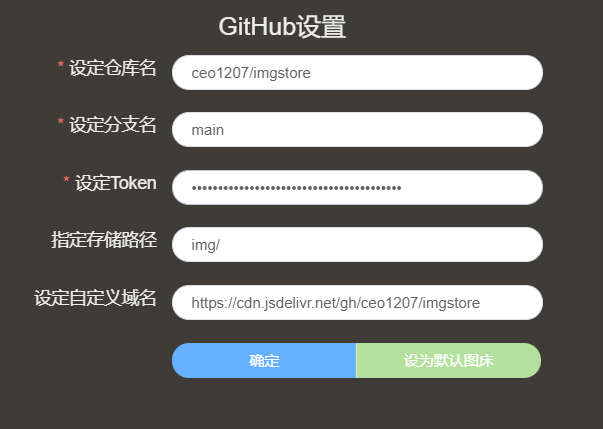 GitHub设置
* 设定仓库名
ceo1207/imgstore
* 设定分支名
main
* 设定Token
••••••••••••••••••••••••••••••••••••••••
指定存储路径
img/
设定自定义域名
https://cdn.jsdelivr.net/gh/ceo1207/imgstore
确定
设为默认图床